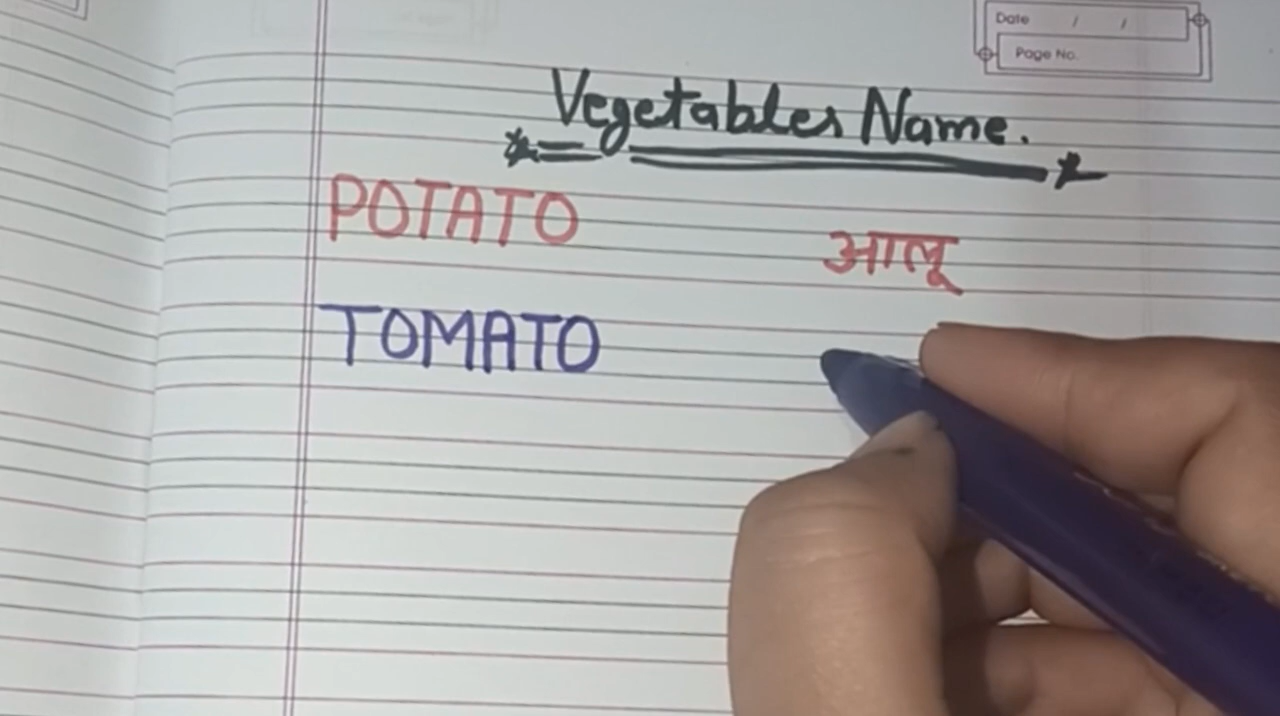 Date / /
Page No.
Vegetables Name.
POTATO आलू
TOMATO